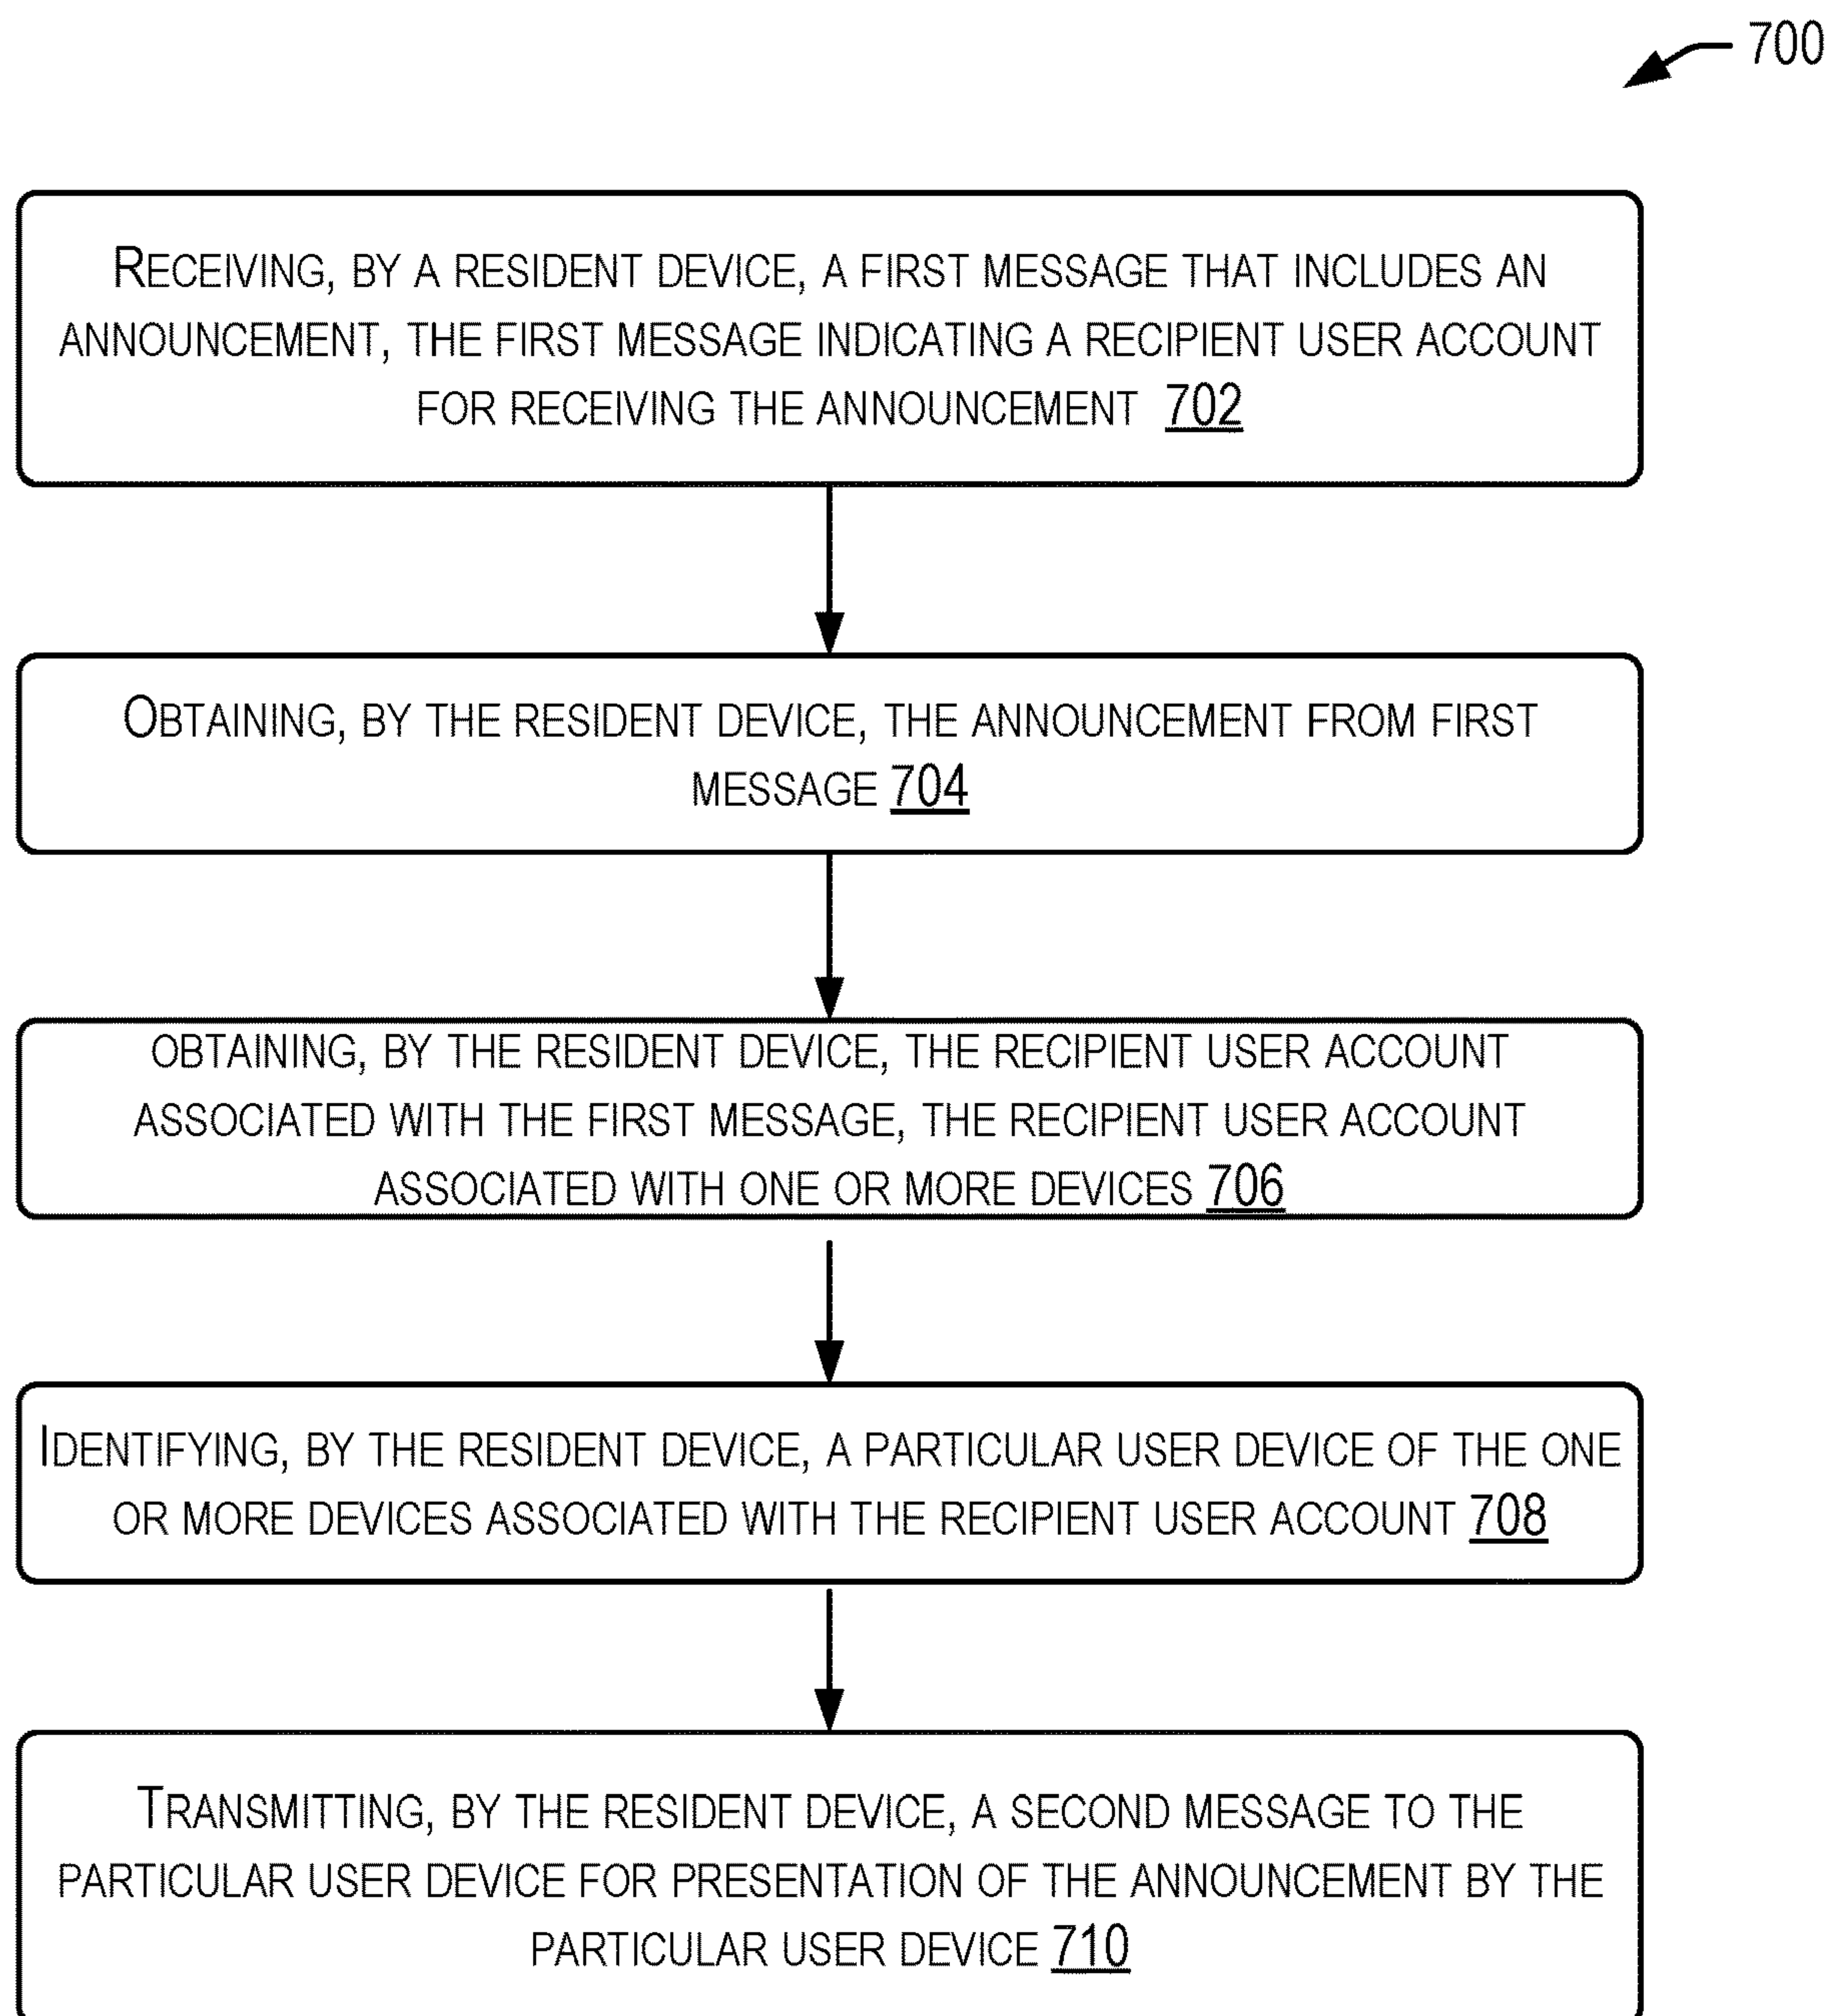 700
RECEIVING, BY A RESIDENT DEVICE, A FIRST MESSAGE THAT INCLUDES AN
ANNOUNCEMENT, THE FIRST MESSAGE INDICATING A RECIPIENT USER ACCOUNT
FOR RECEIVING THE ANNOUNCEMENT 702
OBTAINING, BY THE RESIDENT DEVICE, THE ANNOUNCEMENT FROM FIRST
MESSAGE 704
OBTAINING, BY THE RESIDENT DEVICE, THE RECIPIENT USER ACCOUNT
ASSOCIATED WITH THE FIRST MESSAGE, THE RECIPIENT USER ACCOUNT
ASSOCIATED WITH ONE OR MORE DEVICES 706
IDENTIFYING, BY THE RESIDENT DEVICE, A PARTICULAR USER DEVICE OF THE ONE
OR MORE DEVICES ASSOCIATED WITH THE RECIPIENT USER ACCOUNT 708
TRANSMITTING, BY THE RESIDENT DEVICE, A SECOND MESSAGE TO THE
PARTICULAR USER DEVICE FOR PRESENTATION OF THE ANNOUNCEMENT BY THE
PARTICULAR USER DEVICE 710